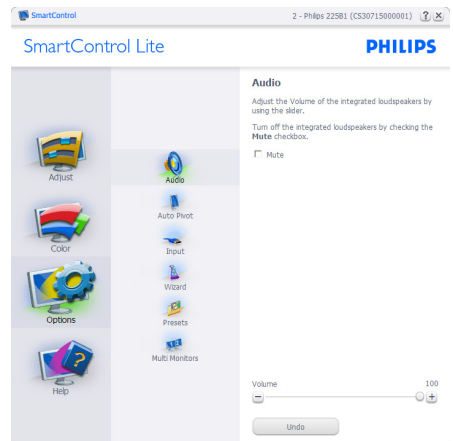 SmartControl
2 - Philips 225B1 (CS30715000001)
SmartControl Lite
PHILIPS
Adjust
Color
Options
Help
Audio
Auto Pivot
Input
Wizard
Presets
Multi Monitors
Audio
Adjust the Volume of the integrated loudspeakers by
using the slider.
Turn off the integrated loudspeakers by checking the
Mute checkbox.
Mute
Volume 100
Undo